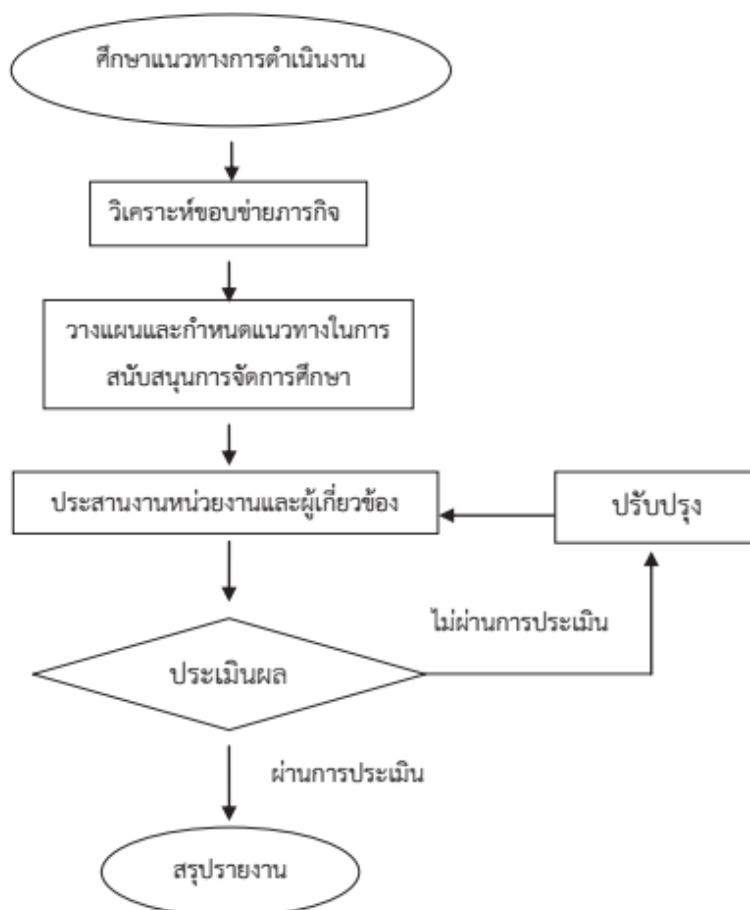 ศึกษาแนวทางการดำเนินงาน
วิเคราะห์ขอบข่ายภารกิจ
วางแผนและกำหนดแนวทางในการ
สนับสนุนการจัดการศึกษา
ประสานงานหน่วยงานและผู้เกี่ยวข้อง
ปรับปรุง
ไม่ผ่านการประเมิน
ประเมินผล
ผ่านการประเมิน
สรุปรายงาน